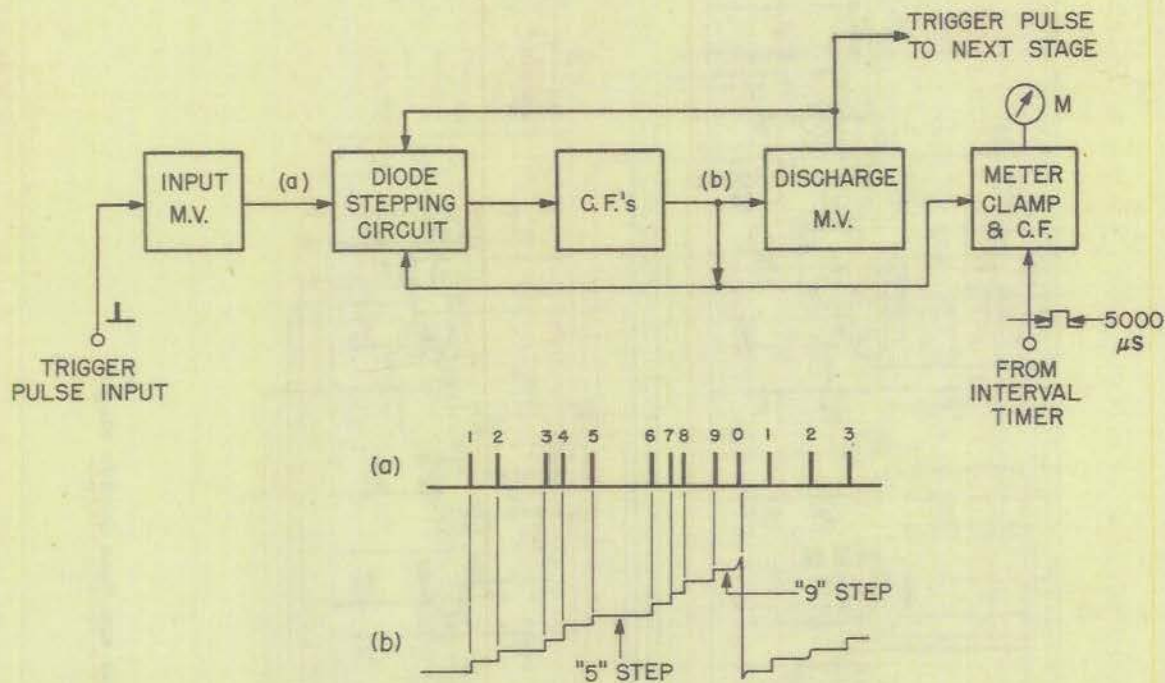 TRIGGER PULSE
TO NEXT STAGE
M
INPUT
M.V.
(a)
DIODE
STEPPING
CIRCUIT
C.F.'s
(b)
DISCHARGE
M.V.
METER
CLAMP
& C.F.
5000
μs
TRIGGER
PULSE INPUT
FROM
INTERVAL
TIMER
1 2 3 4 5 6 7 8 9 0 1 2 3
(a)
"9" STEP
(b)
"5" STEP